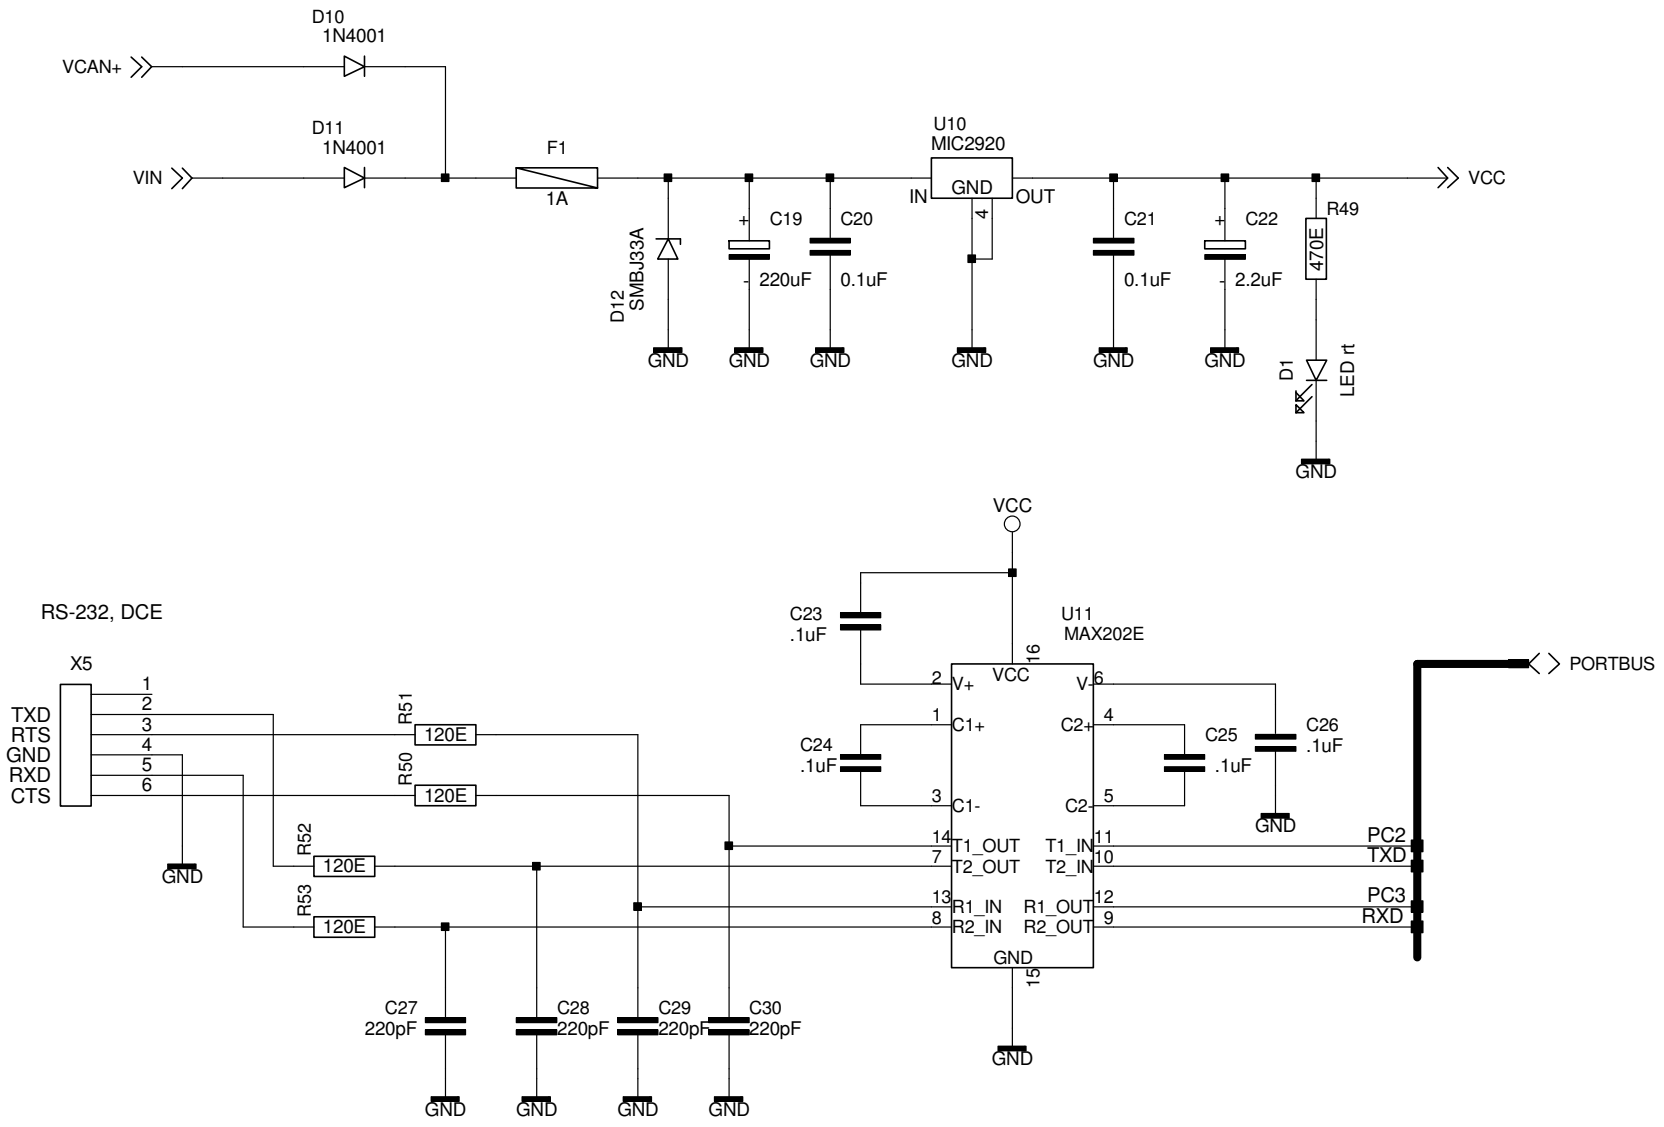 D10
1N4001
VCAN+
D11
1N4001
VIN
F1
1A
U10
MIC2920
GND
IN
OUT
4
VCC
D12
SMBJ33A
+
C19
-
220uF
C20
0.1uF
C21
0.1uF
+
C22
-
2.2uF
R49
470E
D1
LED rt
GND
GND
GND
GND
GND
GND
GND
VCC
RS-232, DCE
X5
TXD
RTS
GND
RXD
CTS
1
2
3
4
5
6
GND
R51
120E
R50
120E
R52
120E
R53
120E
C23
.1uF
C24
.1uF
U11
MAX202E
16
VCC
2
V+
1
C1+
3
C1-
14
T1_OUT
7
T2_OUT
13
R1_IN
8
R2_IN
GND
15
V-
6
C2+
4
C2-
5
T1_IN
11
T2_IN
10
R1_OUT
12
R2_OUT
9
C25
.1uF
C26
.1uF
GND
PC2
TXD
PC3
RXD
PORTBUS
C27
220pF
C28
220pF
C29
220pF
C30
220pF
GND
GND
GND
GND
GND